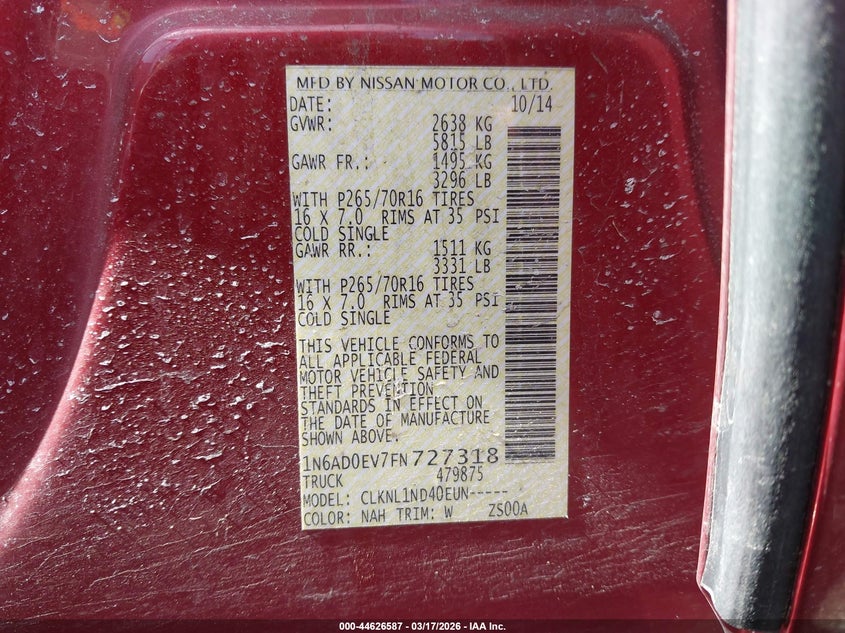 MFD BY NISSAN MOTOR CO., LTD.
DATE: 10/14
GVWR: 2638 KG
5815 LB
GAWR FR.: 1495 KG
3296 LB
WITH P265/70R16 TIRES
16 X 7.0 RIMS AT 35 PSI
COLD SINGLE
GAWR RR.: 1511 KG
3331 LB
WITH P265/70R16 TIRES
16 X 7.0 RIMS AT 35 PSI
COLD SINGLE
THIS VEHICLE CONFORMS TO
ALL APPLICABLE FEDERAL
MOTOR VEHICLE SAFETY AND
THEFT PREVENTION
STANDARDS IN EFFECT ON
THE DATE OF MANUFACTURE
SHOWN ABOVE.
1N6AD0EV7FN727318
TRUCK 479875
MODEL: CLKNL1ND40EUN-----
COLOR: NAH TRIM: W ZS00A
000-44626587 - 03/17/2026 - IAA Inc.